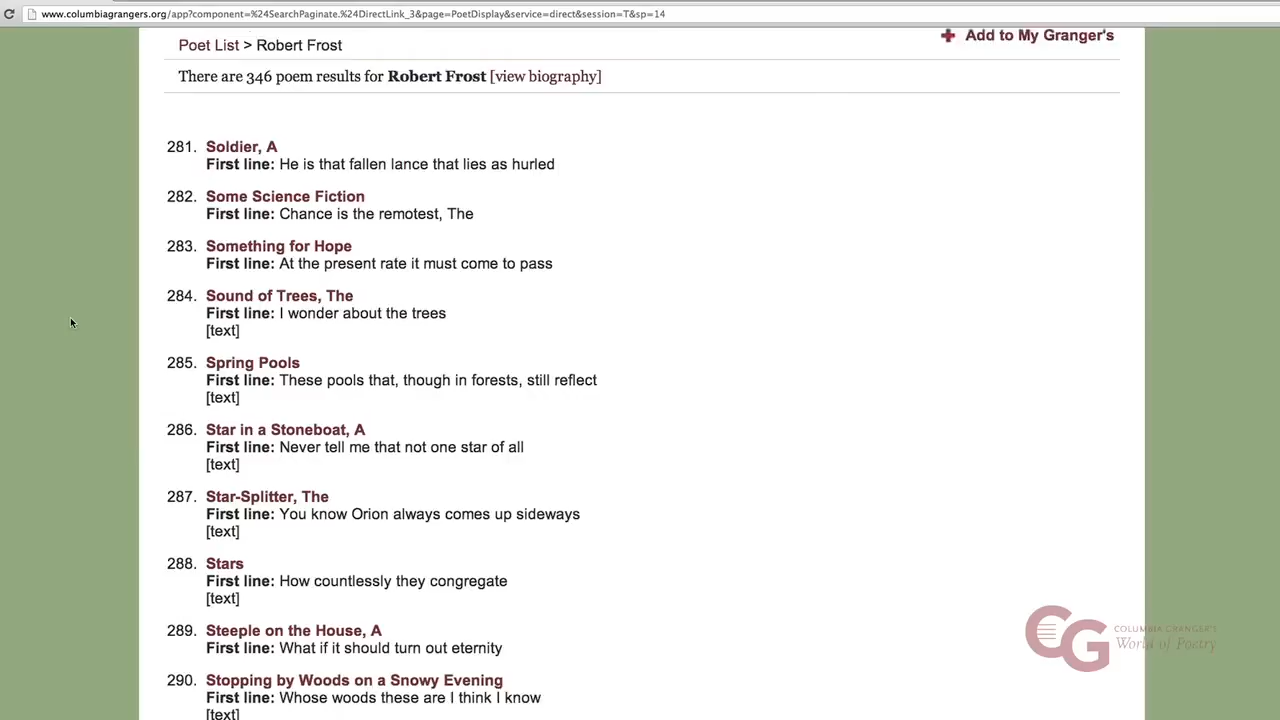 www.columbiagrangers.org/app?component=%24SearchPaginate.%24DirectLink_3&page=PoetDisplay&service=direct&session=T&sp=14
Poet List > Robert Frost
Add to My Granger's
There are 346 poem results for Robert Frost [view biography]
281. Soldier, A
First line: He is that fallen lance that lies as hurled
282. Some Science Fiction
First line: Chance is the remotest, The
283. Something for Hope
First line: At the present rate it must come to pass
284. Sound of Trees, The
First line: I wonder about the trees
[text]
285. Spring Pools
First line: These pools that, though in forests, still reflect
[text]
286. Star in a Stoneboat, A
First line: Never tell me that not one star of all
[text]
287. Star-Splitter, The
First line: You know Orion always comes up sideways
[text]
288. Stars
First line: How countlessly they congregate
[text]
289. Steeple on the House, A
First line: What if it should turn out eternity
290. Stopping by Woods on a Snowy Evening
First line: Whose woods these are I think I know
[text]
CG
COLUMBIA GRANGER'S
World of Poetry